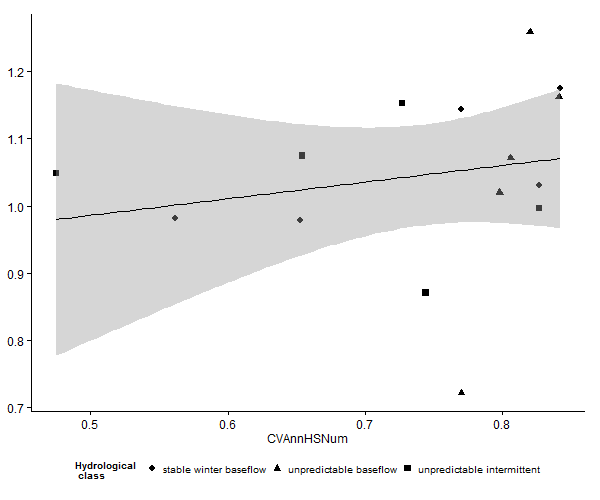 1.2
1.1
1.0
0.9
0.8
0.7
0.5 0.6 0.7 0.8
CVAnnHSNum
Hydrological
class
stable winter baseflow unpredictable baseflow unpredictable intermittent